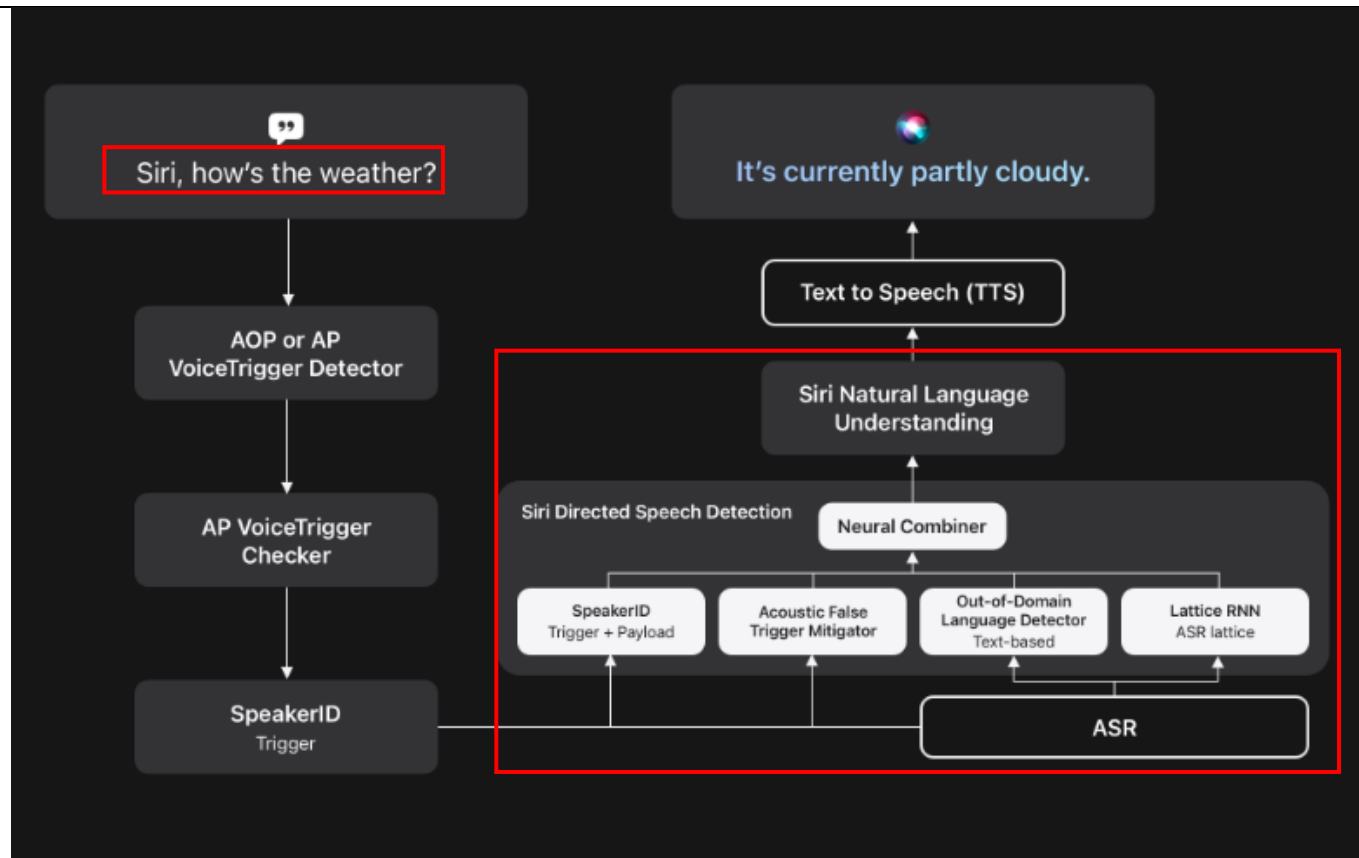 Siri, how's the weather?
AOP or AP
VoiceTrigger Detector
AP VoiceTrigger
Checker
SpeakerID
Trigger
It's currently partly cloudy.
Text to Speech (TTS)
Siri Natural Language
Understanding
Siri Directed Speech Detection
Neural Combiner
SpeakerID
Trigger + Payload
Acoustic False
Trigger Mitigator
Out-of-Domain
Language Detector
Text-based
Lattice RNN
ASR lattice
ASR